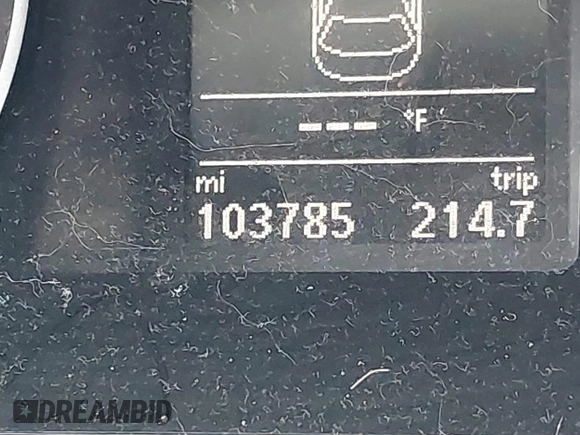 --- °F
mi trip
103785 214.7
DREAMBID